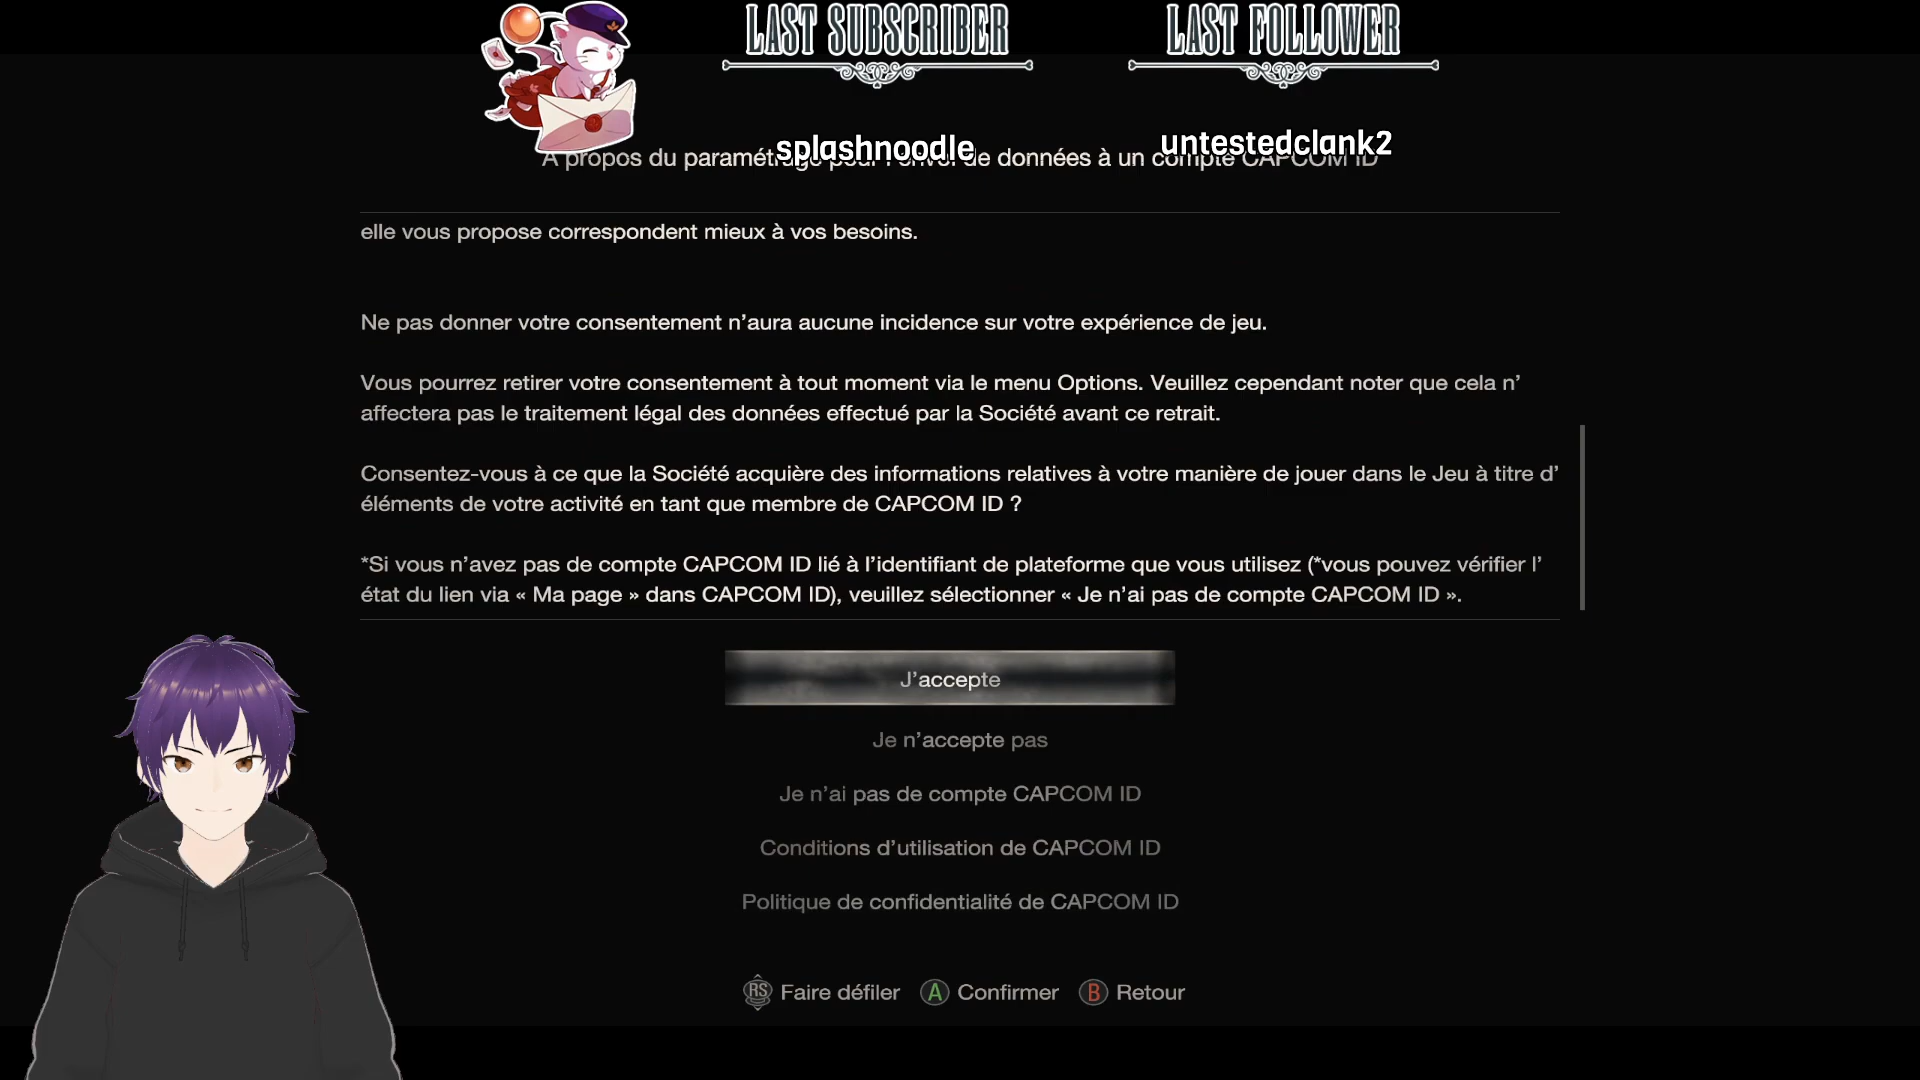 LAST SUBSCRIBER
LAST FOLLOWER
splashnoodle
untestedclank2
A propos du paramétrage pour l'envoi de données à un compte CAPCOM ID
elle vous propose correspondent mieux à vos besoins.
Ne pas donner votre consentement n’aura aucune incidence sur votre expérience de jeu.
Vous pourrez retirer votre consentement à tout moment via le menu Options. Veuillez cependant noter que cela n’
affectera pas le traitement légal des données effectué par la Société avant ce retrait.
Consentez-vous à ce que la Société acquière des informations relatives à votre manière de jouer dans le Jeu à titre d’
éléments de votre activité en tant que membre de CAPCOM ID ?
*Si vous n’avez pas de compte CAPCOM ID lié à l’identifiant de plateforme que vous utilisez (*vous pouvez vérifier l’
état du lien via « Ma page » dans CAPCOM ID), veuillez sélectionner « Je n’ai pas de compte CAPCOM ID ».
J’accepte
Je n’accepte pas
Je n’ai pas de compte CAPCOM ID
Conditions d’utilisation de CAPCOM ID
Politique de confidentialité de CAPCOM ID
RS Faire défiler A Confirmer B Retour